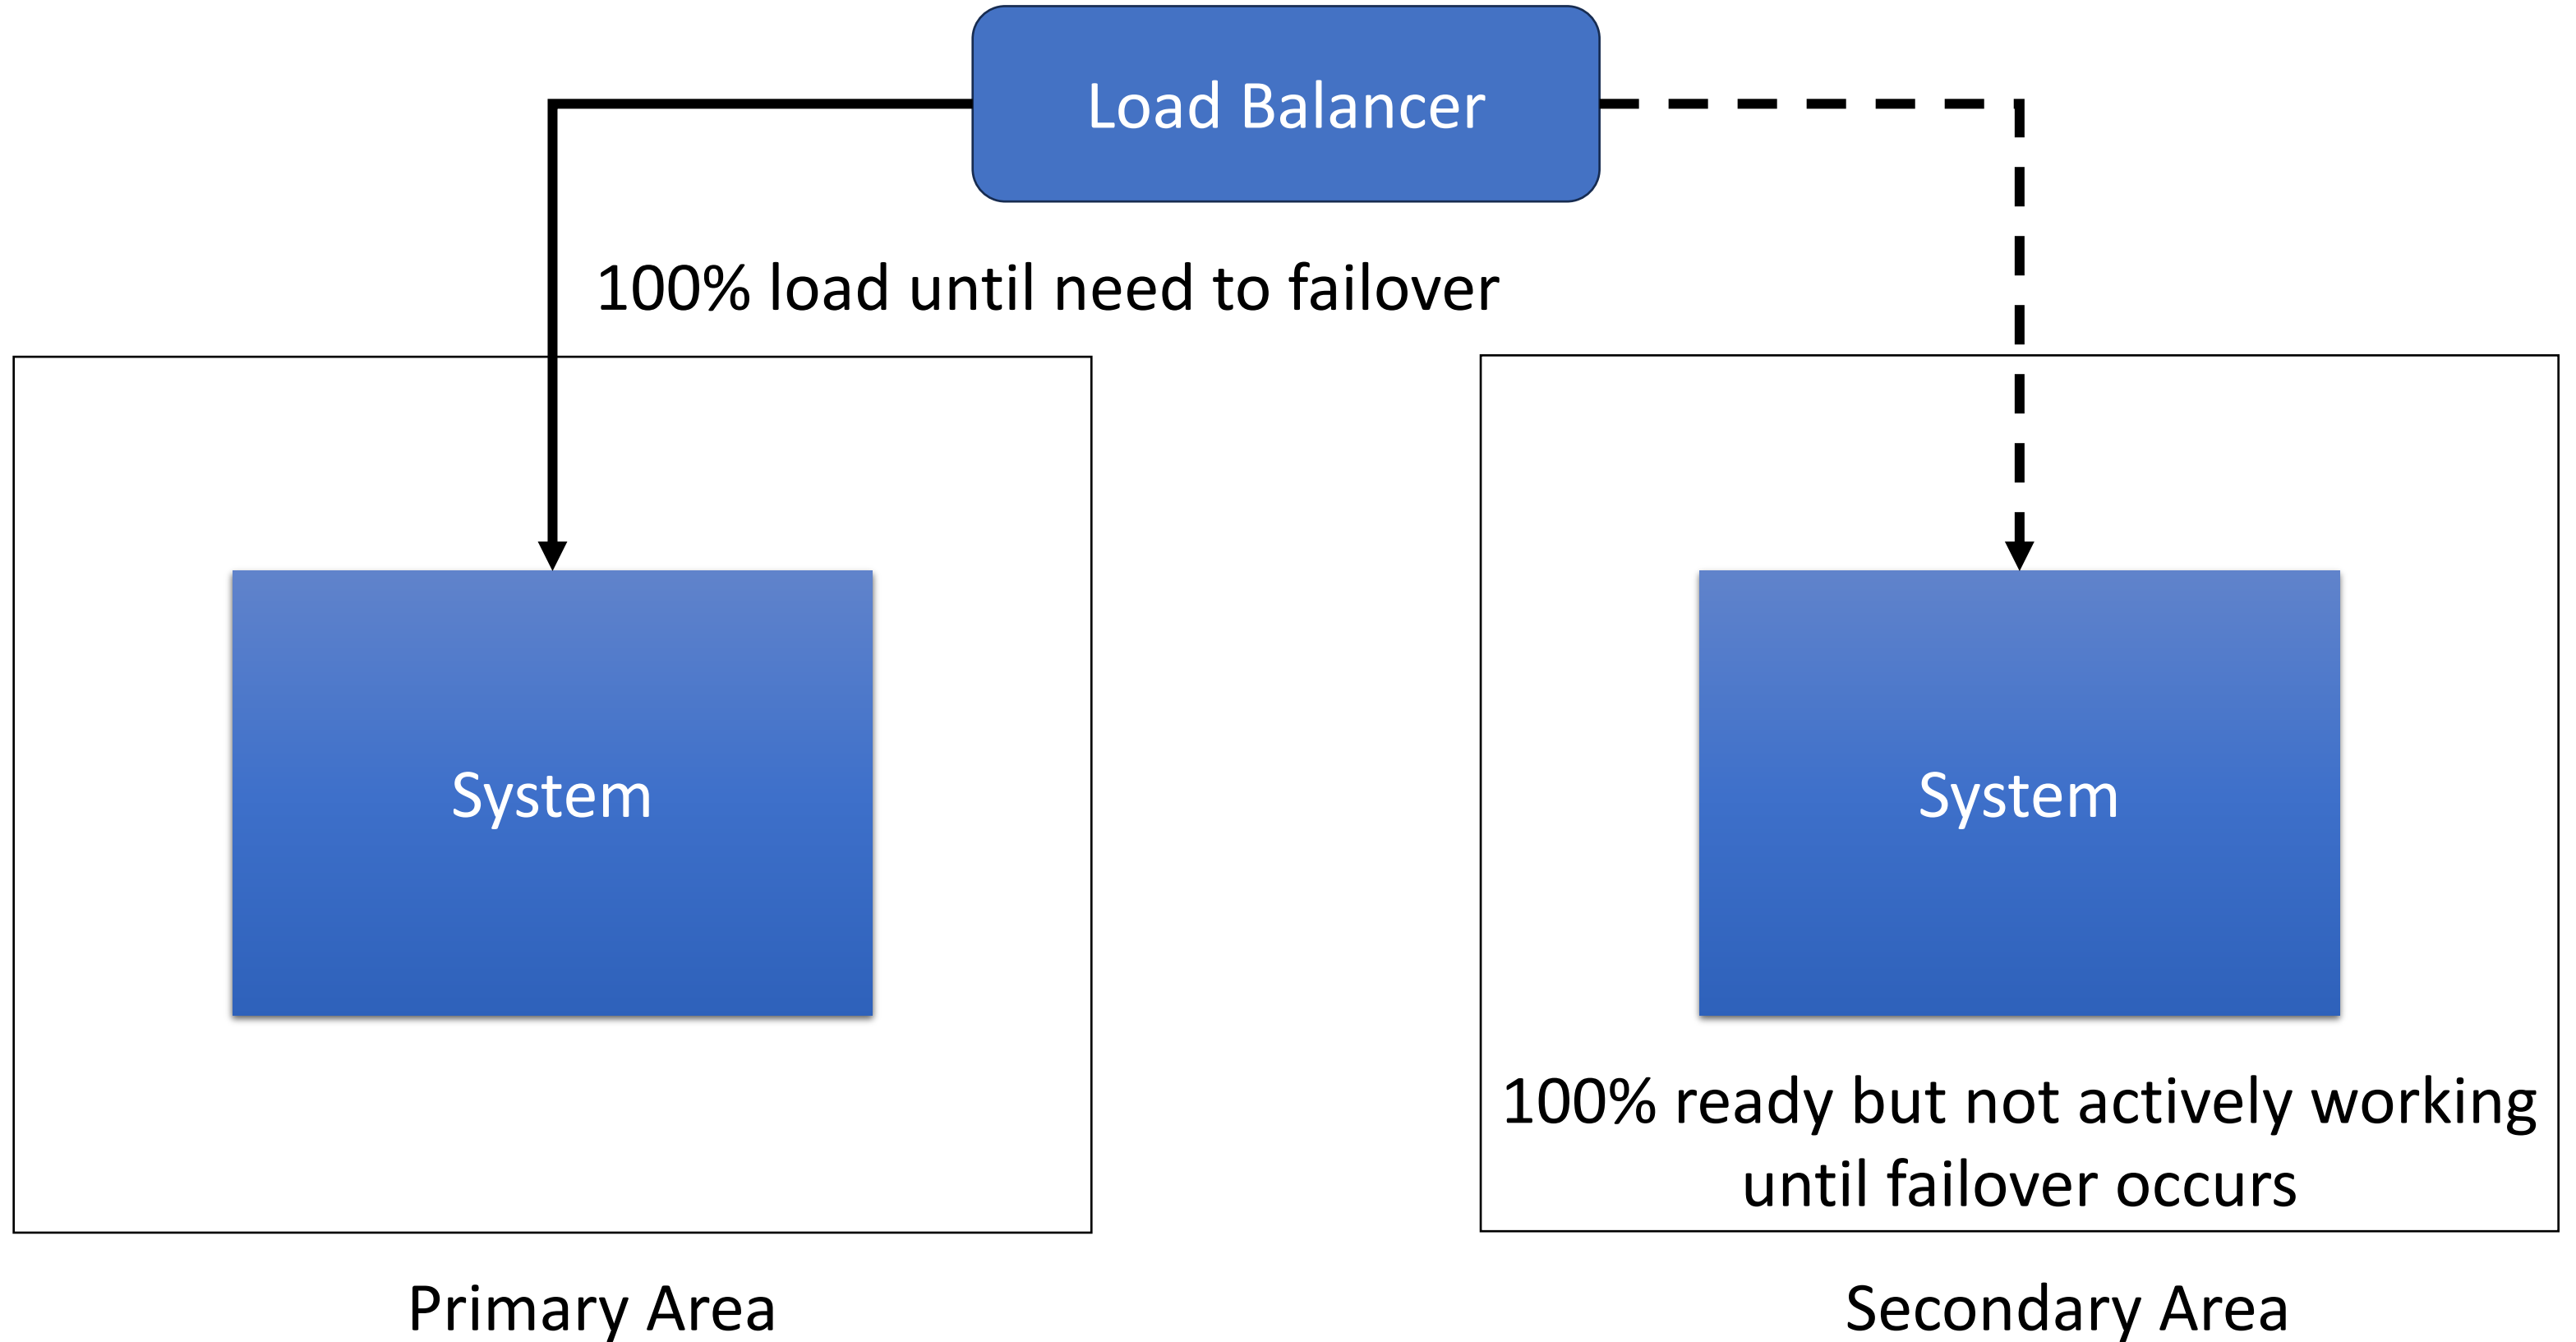 Load Balancer
100% load until need to failover
System
System
100% ready but not actively working
until failover occurs
Primary Area
Secondary Area